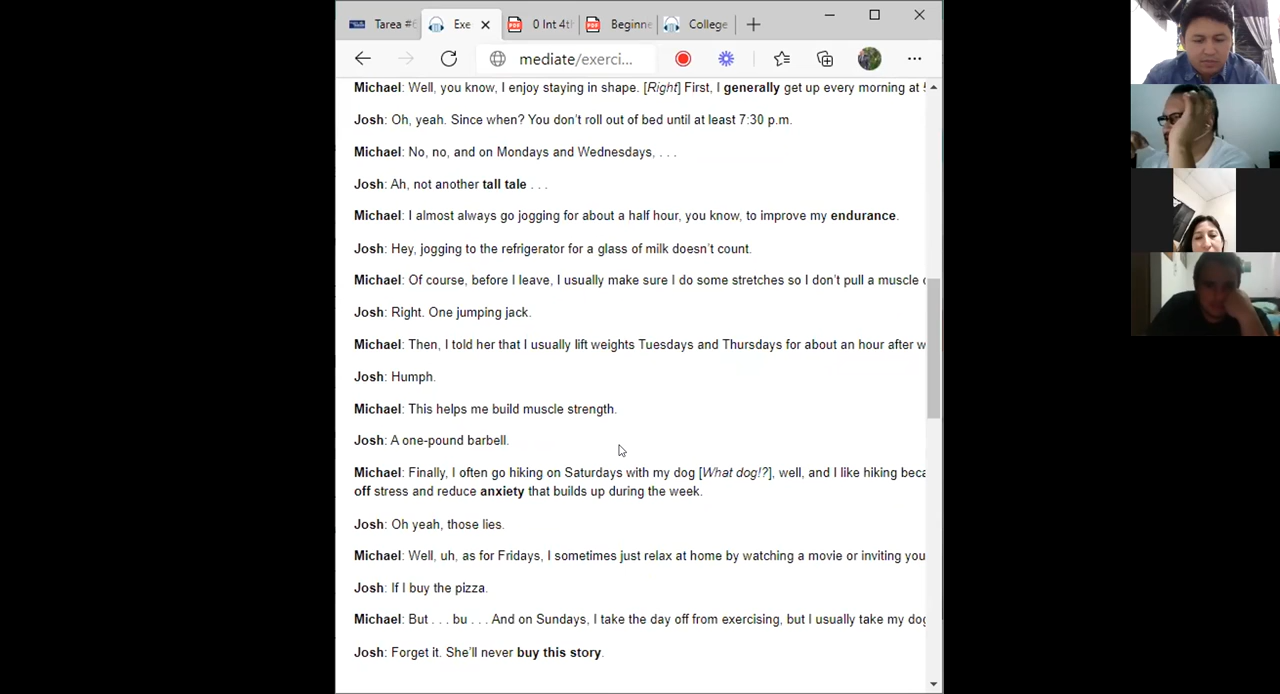 Tarea #
Exe
0 Int 4th
Beginne
College
mediate/exerci...
Michael: Well, you know, I enjoy staying in shape. [Right] First, I generally get up every morning at
Josh: Oh, yeah. Since when? You don't roll out of bed until at least 7:30 p.m.
Michael: No, no, and on Mondays and Wednesdays, . . .
Josh: Ah, not another tall tale . . .
Michael: I almost always go jogging for about a half hour, you know, to improve my endurance.
Josh: Hey, jogging to the refrigerator for a glass of milk doesn't count.
Michael: Of course, before I leave, I usually make sure I do some stretches so I don't pull a muscle
Josh: Right. One jumping jack.
Michael: Then, I told her that I usually lift weights Tuesdays and Thursdays for about an hour after w
Josh: Humph.
Michael: This helps me build muscle strength.
Josh: A one-pound barbell.
Michael: Finally, I often go hiking on Saturdays with my dog [What dog!?], well, and I like hiking beca
off stress and reduce anxiety that builds up during the week.
Josh: Oh yeah, those lies.
Michael: Well, uh, as for Fridays, I sometimes just relax at home by watching a movie or inviting you
Josh: If I buy the pizza.
Michael: But . . . bu . . . And on Sundays, I take the day off from exercising, but I usually take my dog
Josh: Forget it. She'll never buy this story.